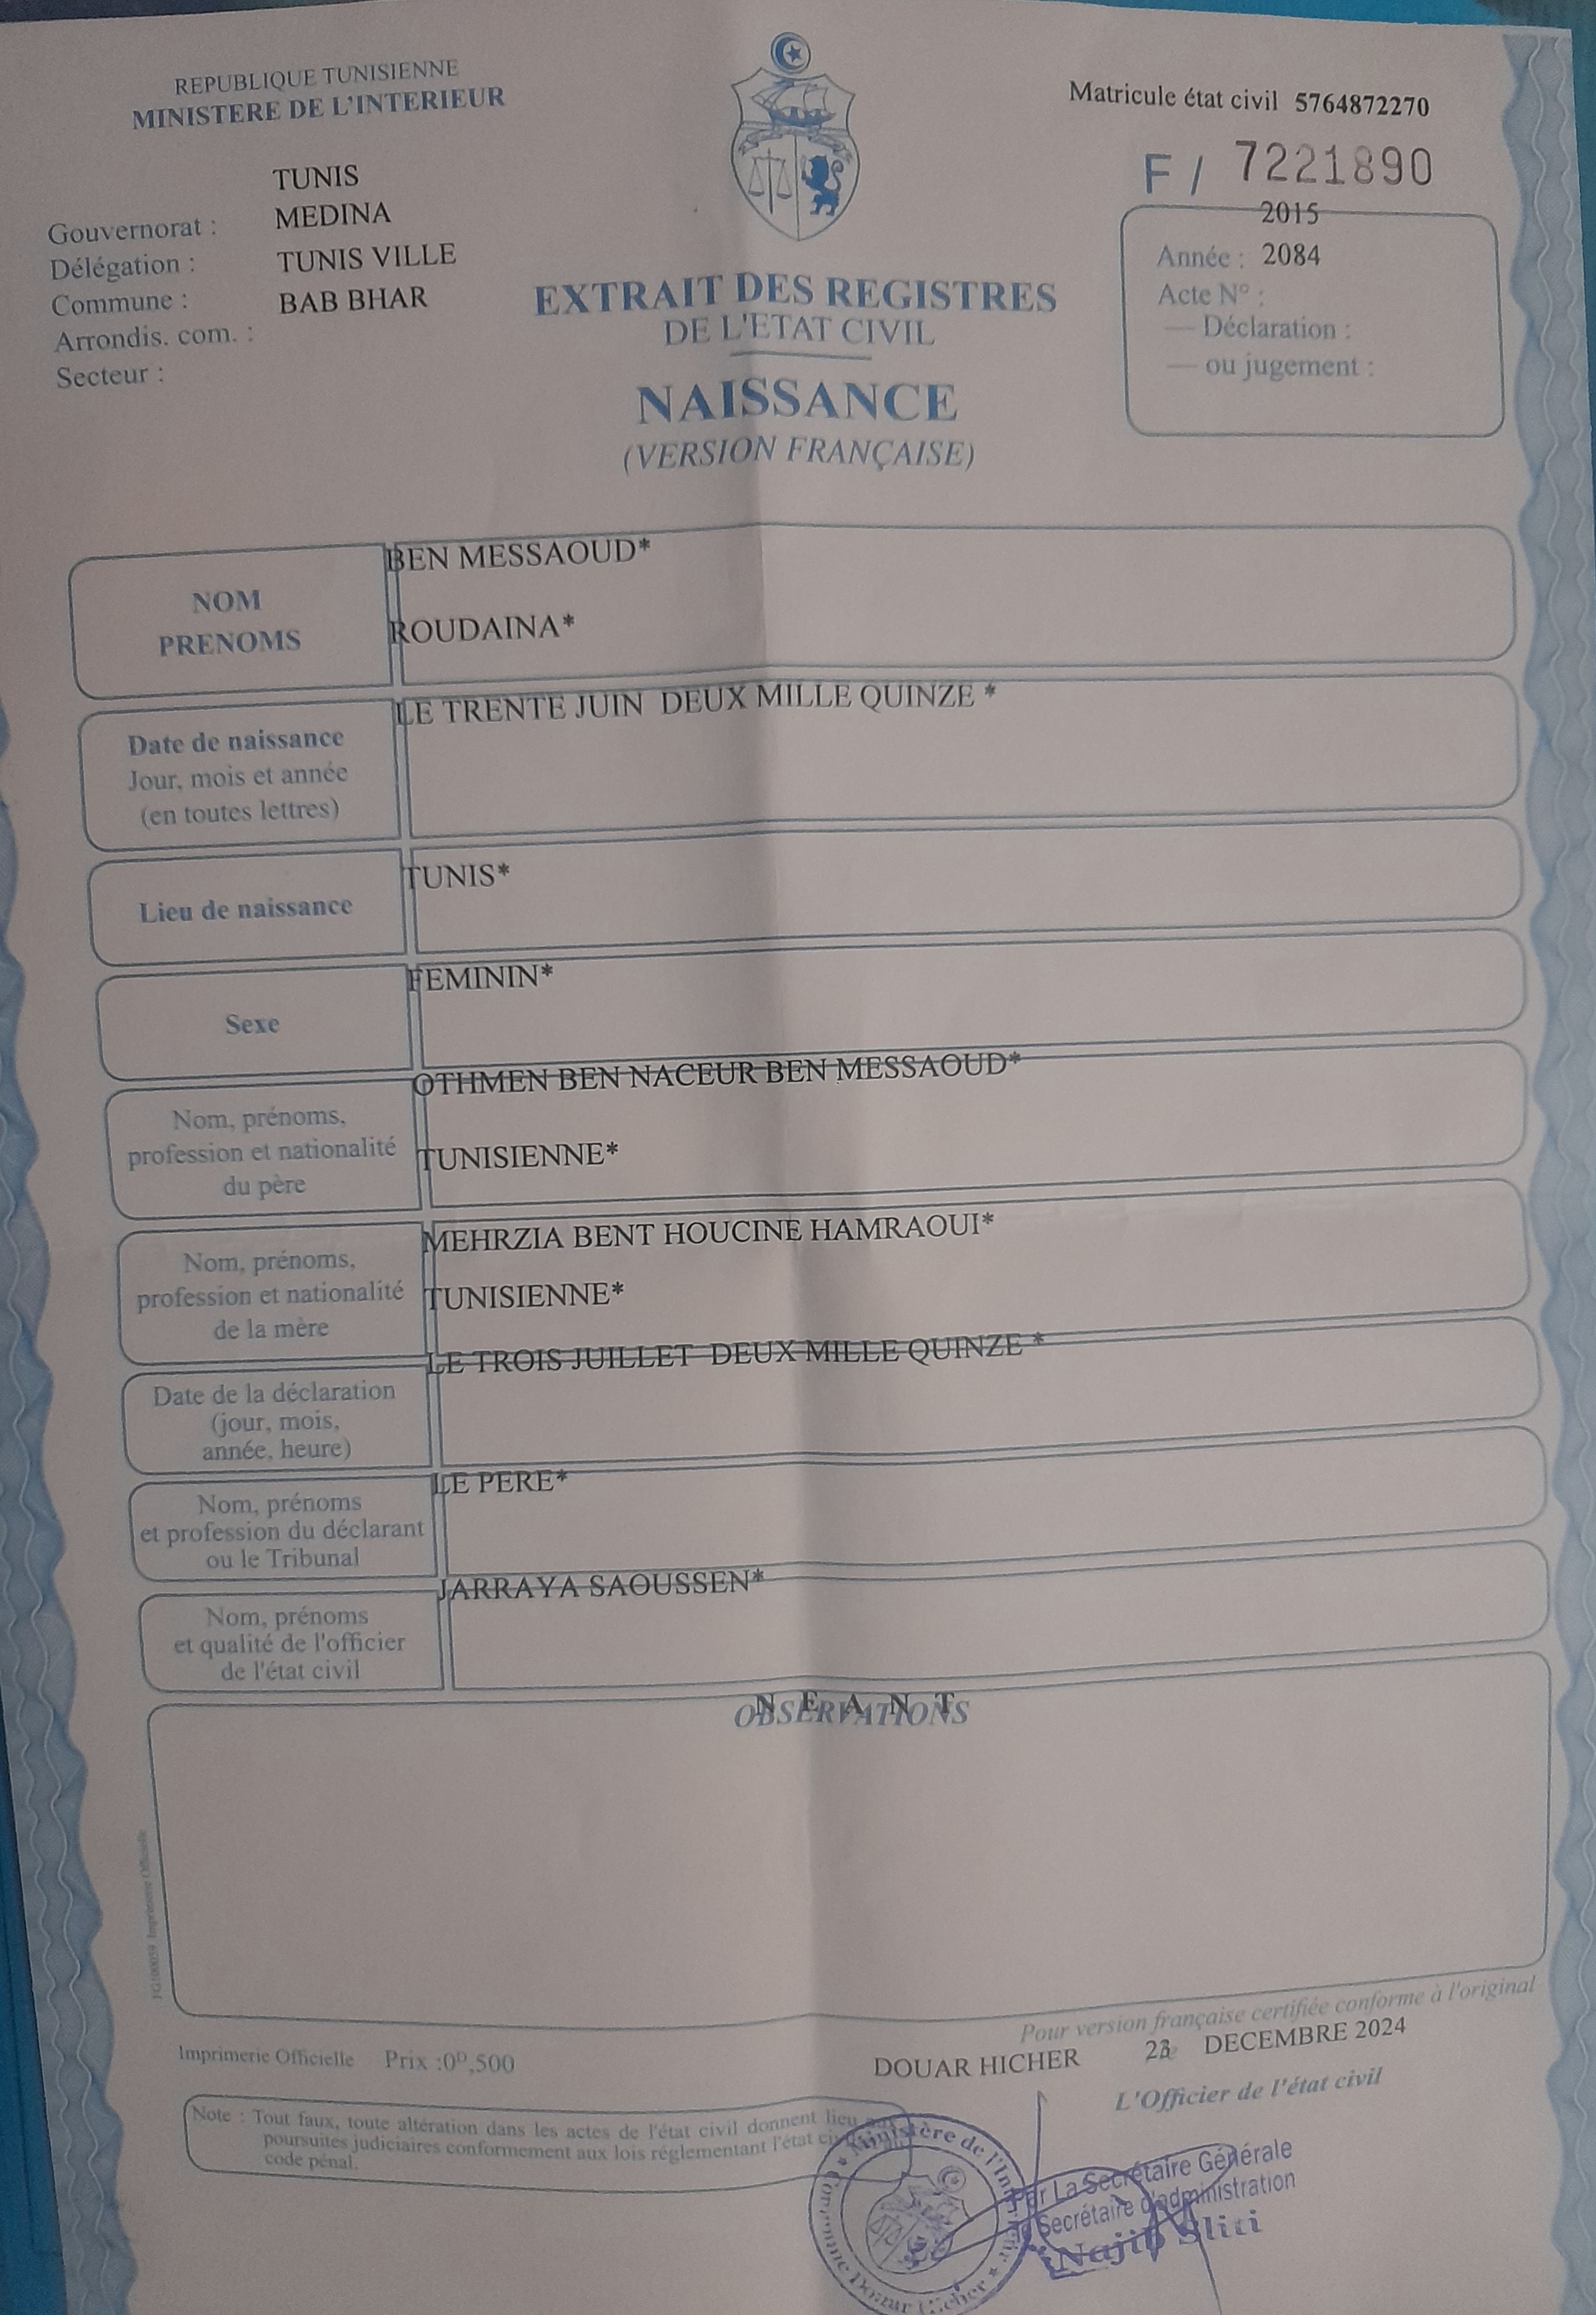 REPUBLIQUE TUNISIENNE
MINISTERE DE L'INTERIEUR
TUNIS
Gouvernorat : MEDINA
Délégation : TUNIS VILLE
Commune : BAB BHAR
Arrondis. com. :
Secteur :
Matricule état civil 5764872270
F / 7221890
2015
Année : 2084
Acte N° :
— Déclaration :
— ou jugement :
EXTRAIT DES REGISTRES
DE L'ETAT CIVIL
NAISSANCE
(VERSION FRANÇAISE)
BEN MESSAOUD*
NOM
PRENOMS
ROUDAINA*
LE TRENTE JUIN DEUX MILLE QUINZE *
Date de naissance
Jour, mois et année
(en toutes lettres)
TUNIS*
Lieu de naissance
FEMININ*
Sexe
OTHMEN BEN NACEUR BEN MESSAOUD*
Nom, prénoms,
profession et nationalité
du père
TUNISIENNE*
MEHRZIA BENT HOUCINE HAMRAOUI*
Nom, prénoms,
profession et nationalité
de la mère
TUNISIENNE*
LE TROIS JUILLET DEUX MILLE QUINZE *
Date de la déclaration
(jour, mois,
année, heure)
LE PERE*
Nom, prénoms
et profession du déclarant
ou le Tribunal
JARRAYA SAOUSSEN*
Nom, prénoms
et qualité de l'officier
de l'état civil
N E A N T
OBSERVATIONS
Imprimerie Officielle
Pour version française certifiée conforme à l'original
Imprimerie Officielle Prix :0ᴰ,500
DOUAR HICHER DECEMBRE 2024
L'Officier de l'état civil
Note : Tout faux, toute altération dans les actes de l'état civil donnent lieu
poursuites judiciaires conformement aux lois réglementant l'état
code pénal.
Ministère de
Commune Douar Hicher
La Secrétaire Générale
Secrétaire d'administration
Najib Sliti